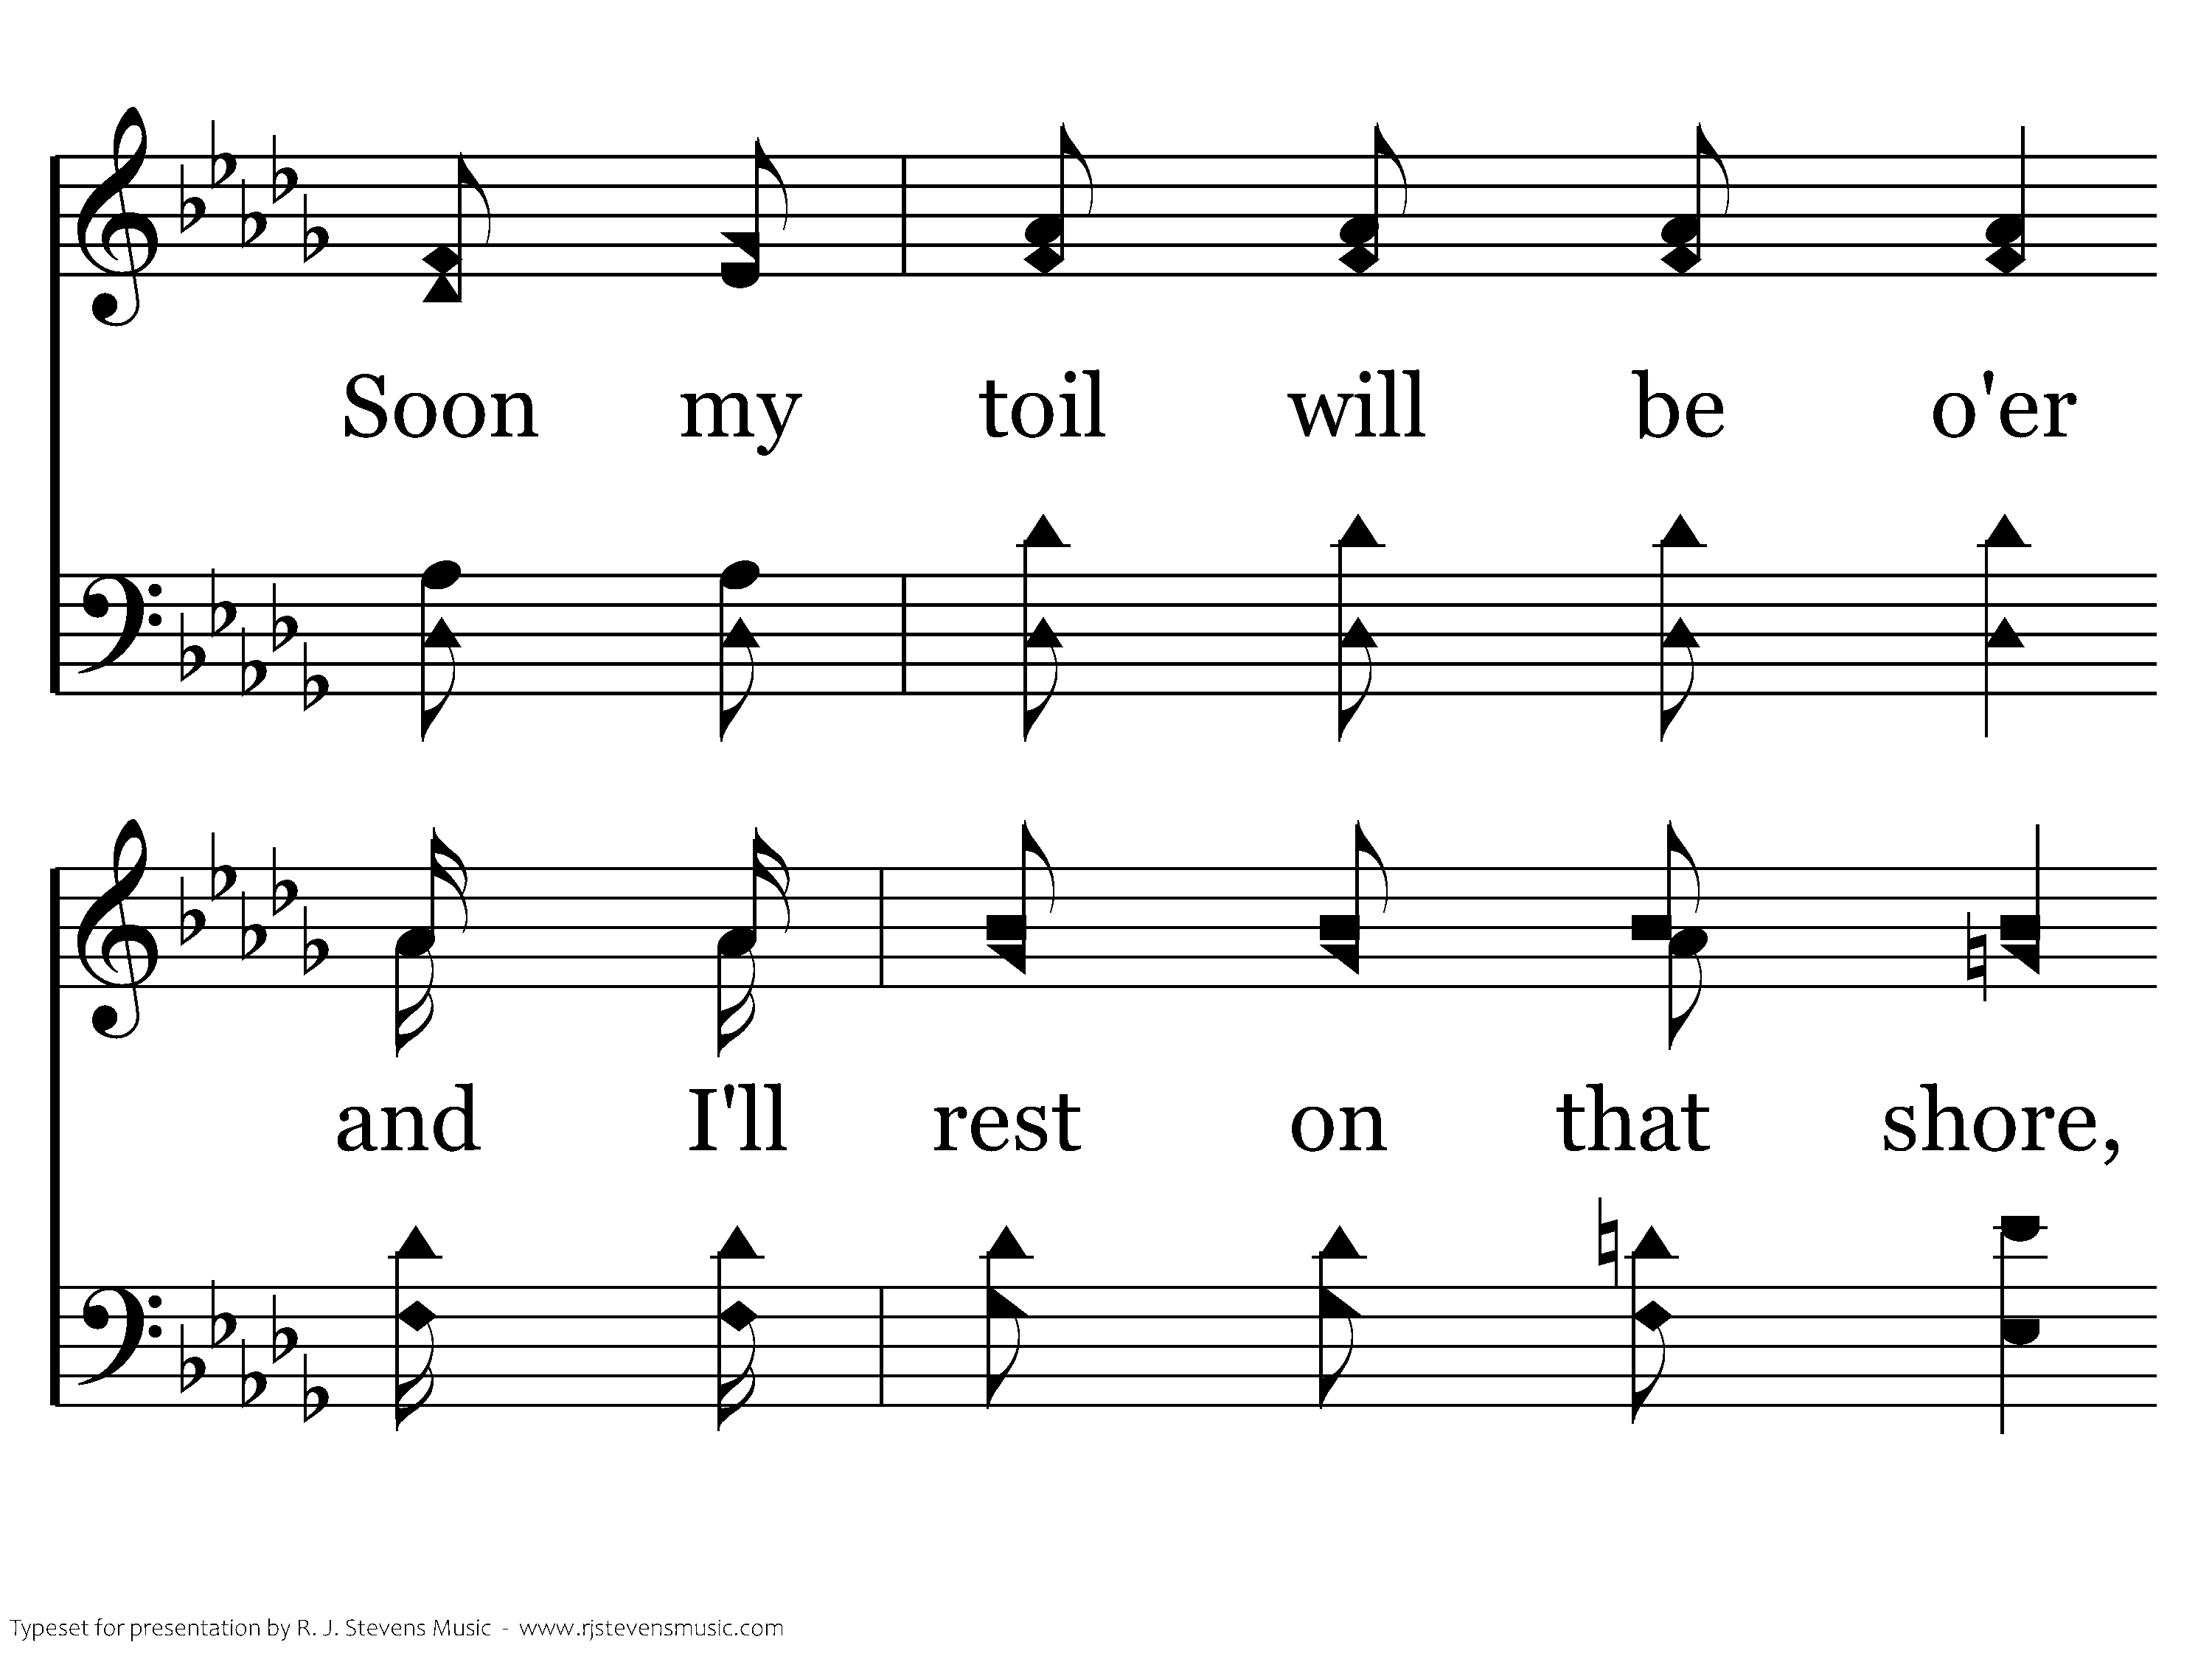 Soon my toil will be o'er
and I'll rest on that shore,
Typeset for presentation by R. J. Stevens Music - www.rjstevensmusic.com